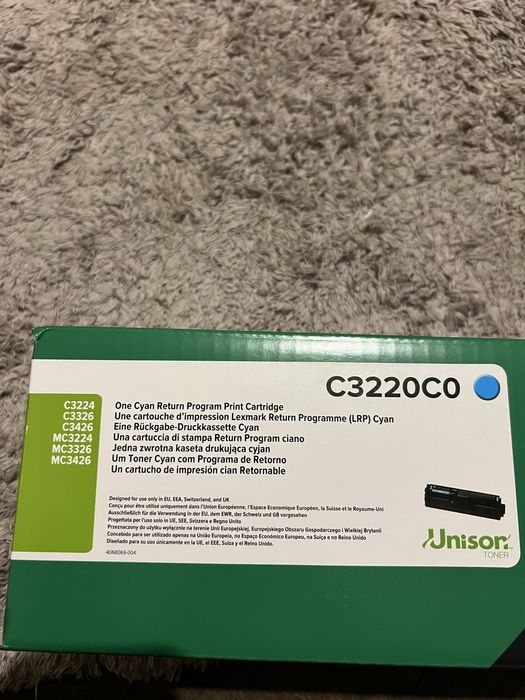 C3220C0
C3224
C3326
C3426
MC3224
MC3326
MC3426
One Cyan Return Program Print Cartridge
Une cartouche d'impression Lexmark Return Programme (LRP) Cyan
Eine Rückgabe-Druckkassette Cyan
Una cartuccia di stampa Return Program ciano
Jedna zwrotna kaseta drukująca cyjan
Um Toner Cyan com Programa de Retorno
Un cartucho de impresión cian Retornable
Designed for use only in EU, EEA, Switzerland, and UK
Conçu pour être utilisé uniquement dans l'Union Européenne, l'Espace Economique Européen, la Suisse et le Royaume-Uni
Ausschließlich für die Verwendung in der EU, dem EWR, der Schweiz und GB vorgesehen
Progettata per l'uso solo in UE, SEE, Svizzera e Regno Unito
Przeznaczony do użytku wyłącznie na terenie Unii Europejskiej, Europejskiego Obszaru Gospodarczego i Wielkiej Brytanii
Concebido para ser utilizado apenas na União Europeia, no Espaço Económico Europeu, na Suíça e no Reino Unido
Diseñado para su uso únicamente en la UE, el EEE, Suiza y el Reino Unido.
40N8069-004
Unison
TONER